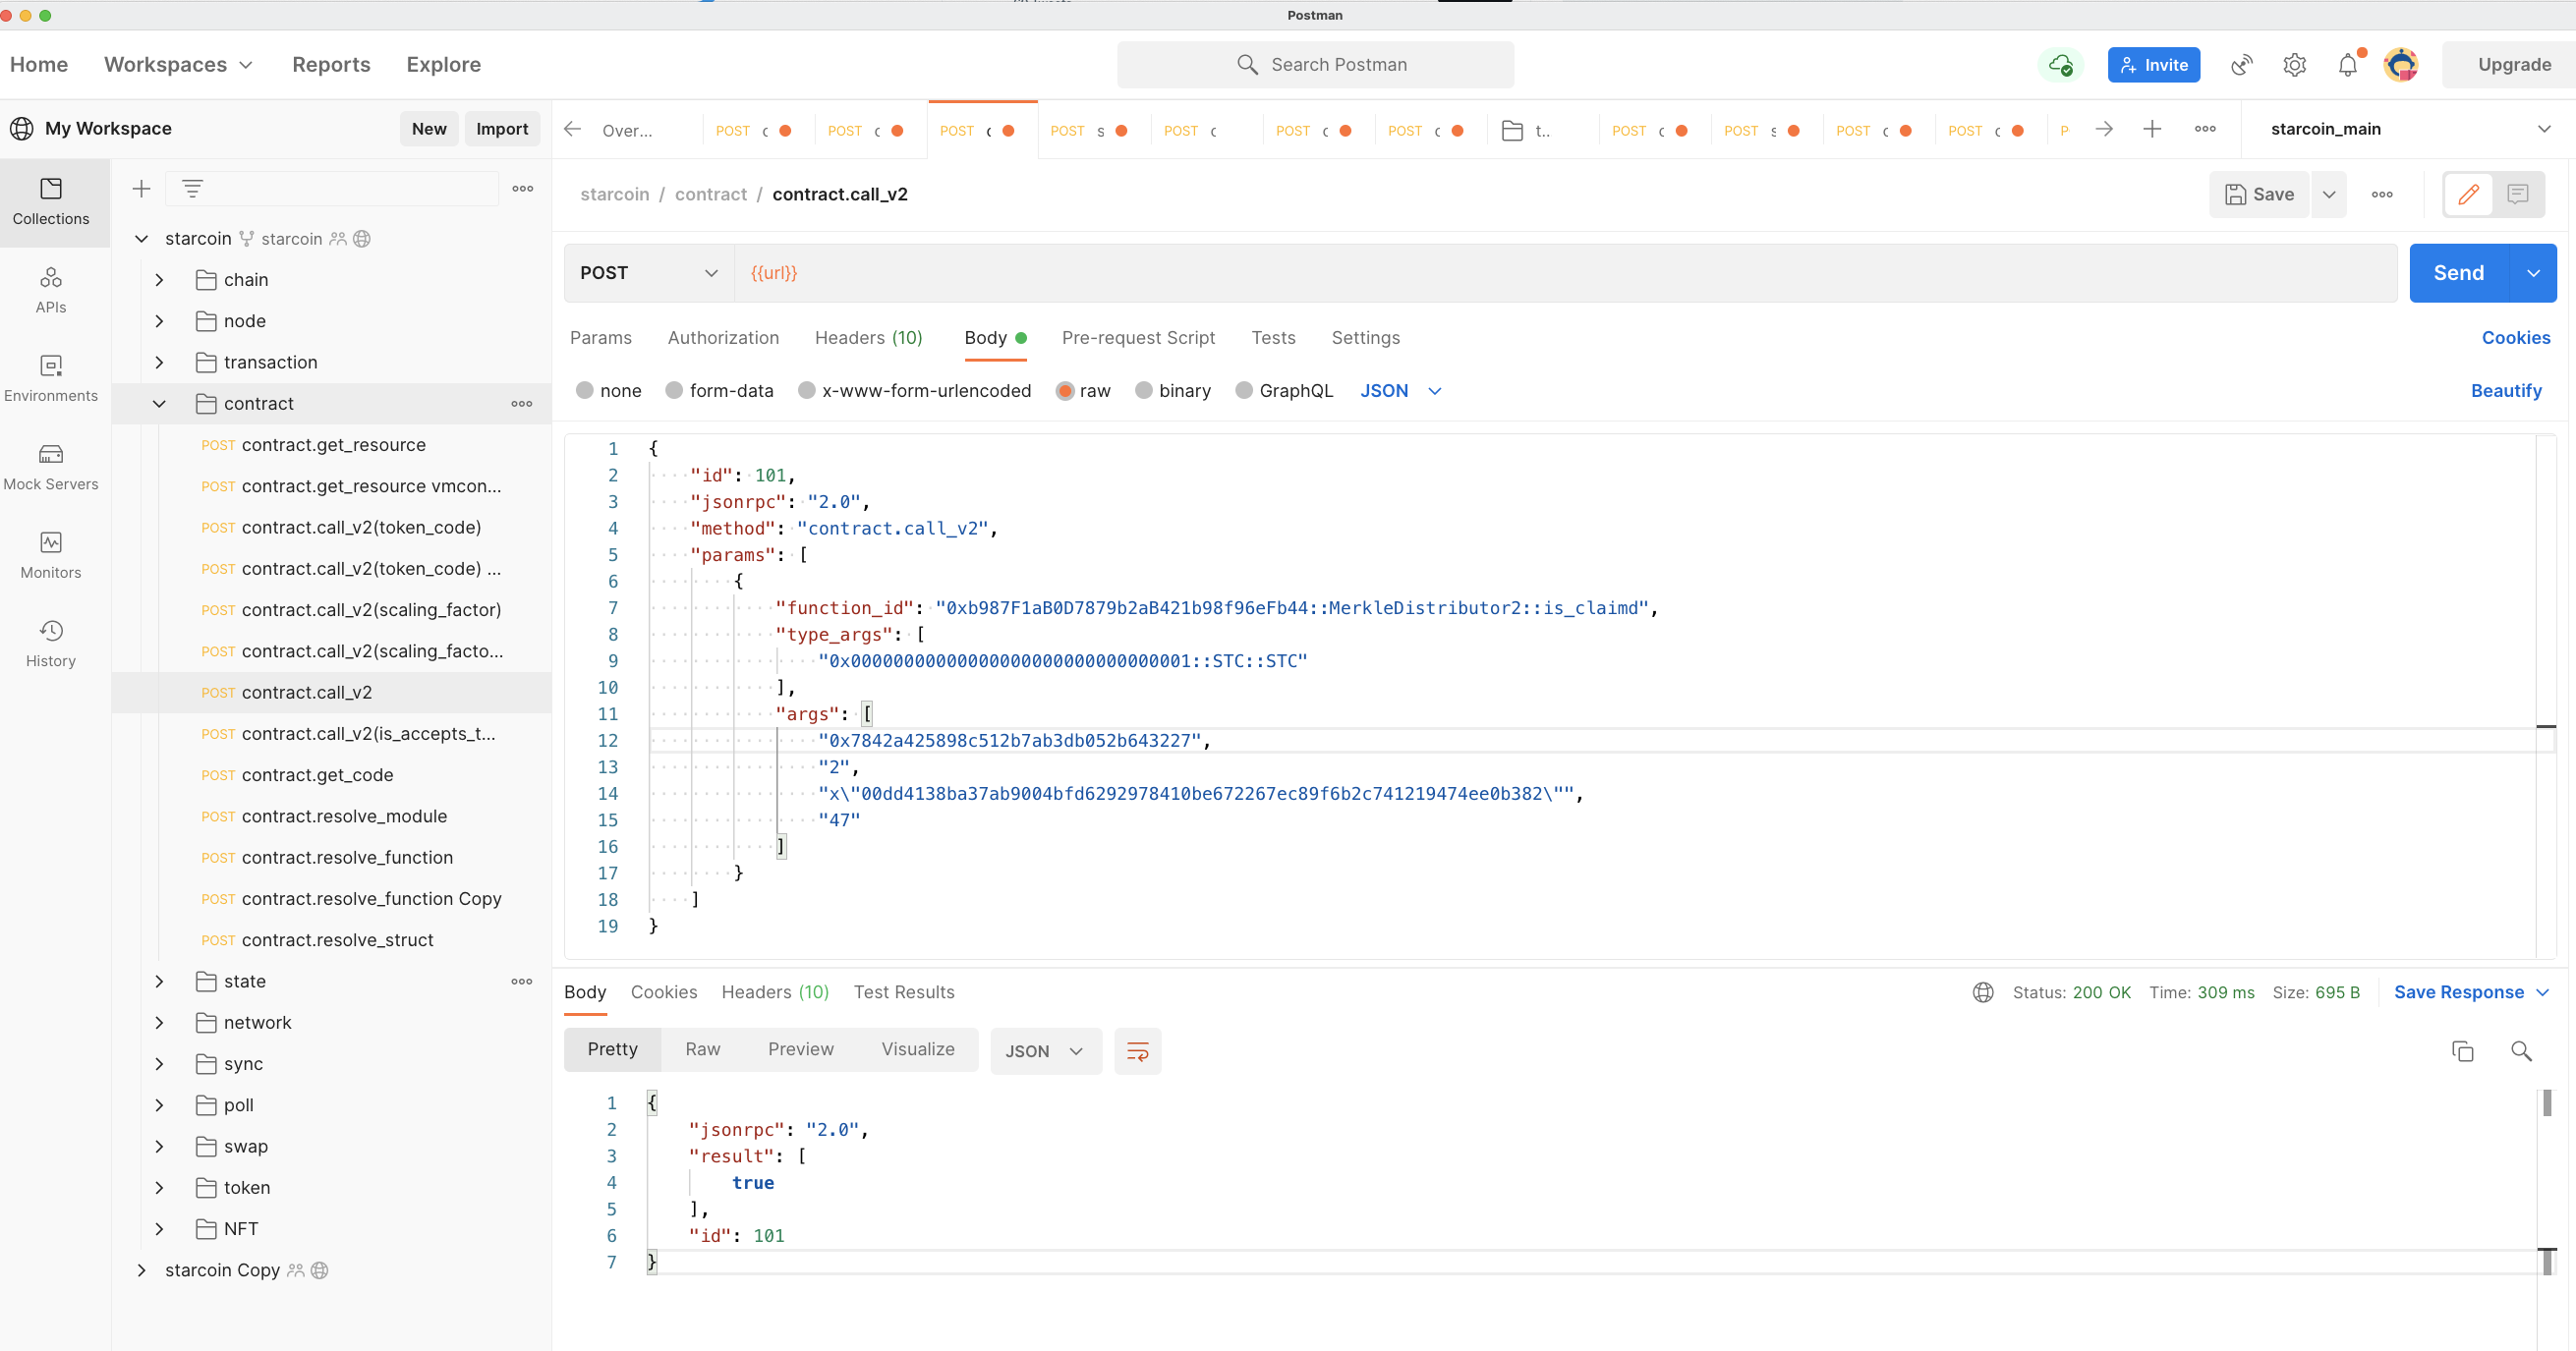 Postman
Home Workspaces Reports Explore Search Postman Invite Upgrade
My Workspace New Import Over... POST c POST c POST c POST s POST c POST c POST c t.. POST c POST s POST c POST c P starcoin_main
Collections
APIs
Environments
Mock Servers
Monitors
History
starcoin starcoin
chain
node
transaction
contract
POST contract.get_resource
POST contract.get_resource vmcon...
POST contract.call_v2(token_code)
POST contract.call_v2(token_code) ...
POST contract.call_v2(scaling_factor)
POST contract.call_v2(scaling_facto...
POST contract.call_v2
POST contract.call_v2(is_accepts_t...
POST contract.get_code
POST contract.resolve_module
POST contract.resolve_function
POST contract.resolve_function Copy
POST contract.resolve_struct
state
network
sync
poll
swap
token
NFT
starcoin Copy
starcoin / contract / contract.call_v2 Save
POST {{url}} Send
Params Authorization Headers (10) Body Pre-request Script Tests Settings Cookies
none form-data x-www-form-urlencoded raw binary GraphQL JSON Beautify
1 {
2 "id": 101,
3 "jsonrpc": "2.0",
4 "method": "contract.call_v2",
5 "params": [
6 {
7 "function_id": "0xb987F1aB0D7879b2aB421b98f96eFb44::MerkleDistributor2::is_claimd",
8 "type_args": [
9 "0x00000000000000000000000000000001::STC::STC"
10 ],
11 "args": [
12 "0x7842a425898c512b7ab3db052b643227",
13 "2",
14 "x\"00dd4138ba37ab9004bfd6292978410be672267ec89f6b2c741219474ee0b382\"",
15 "47"
16 ]
17 }
18 ]
19 }
Body Cookies Headers (10) Test Results Status: 200 OK Time: 309 ms Size: 695 B Save Response
Pretty Raw Preview Visualize JSON
1 {
2 "jsonrpc": "2.0",
3 "result": [
4 true
5 ],
6 "id": 101
7 }